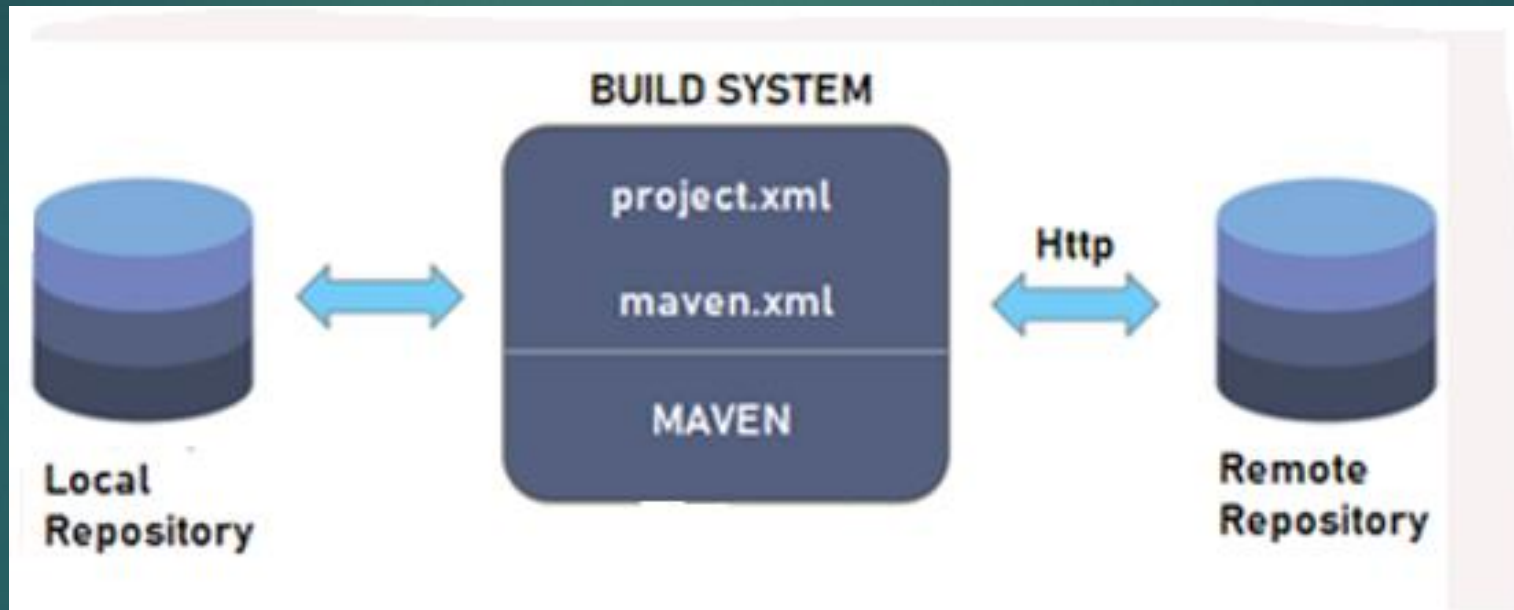 BUILD SYSTEM
project.xml
maven.xml
MAVEN
Http
Local
Repository
Remote
Repository